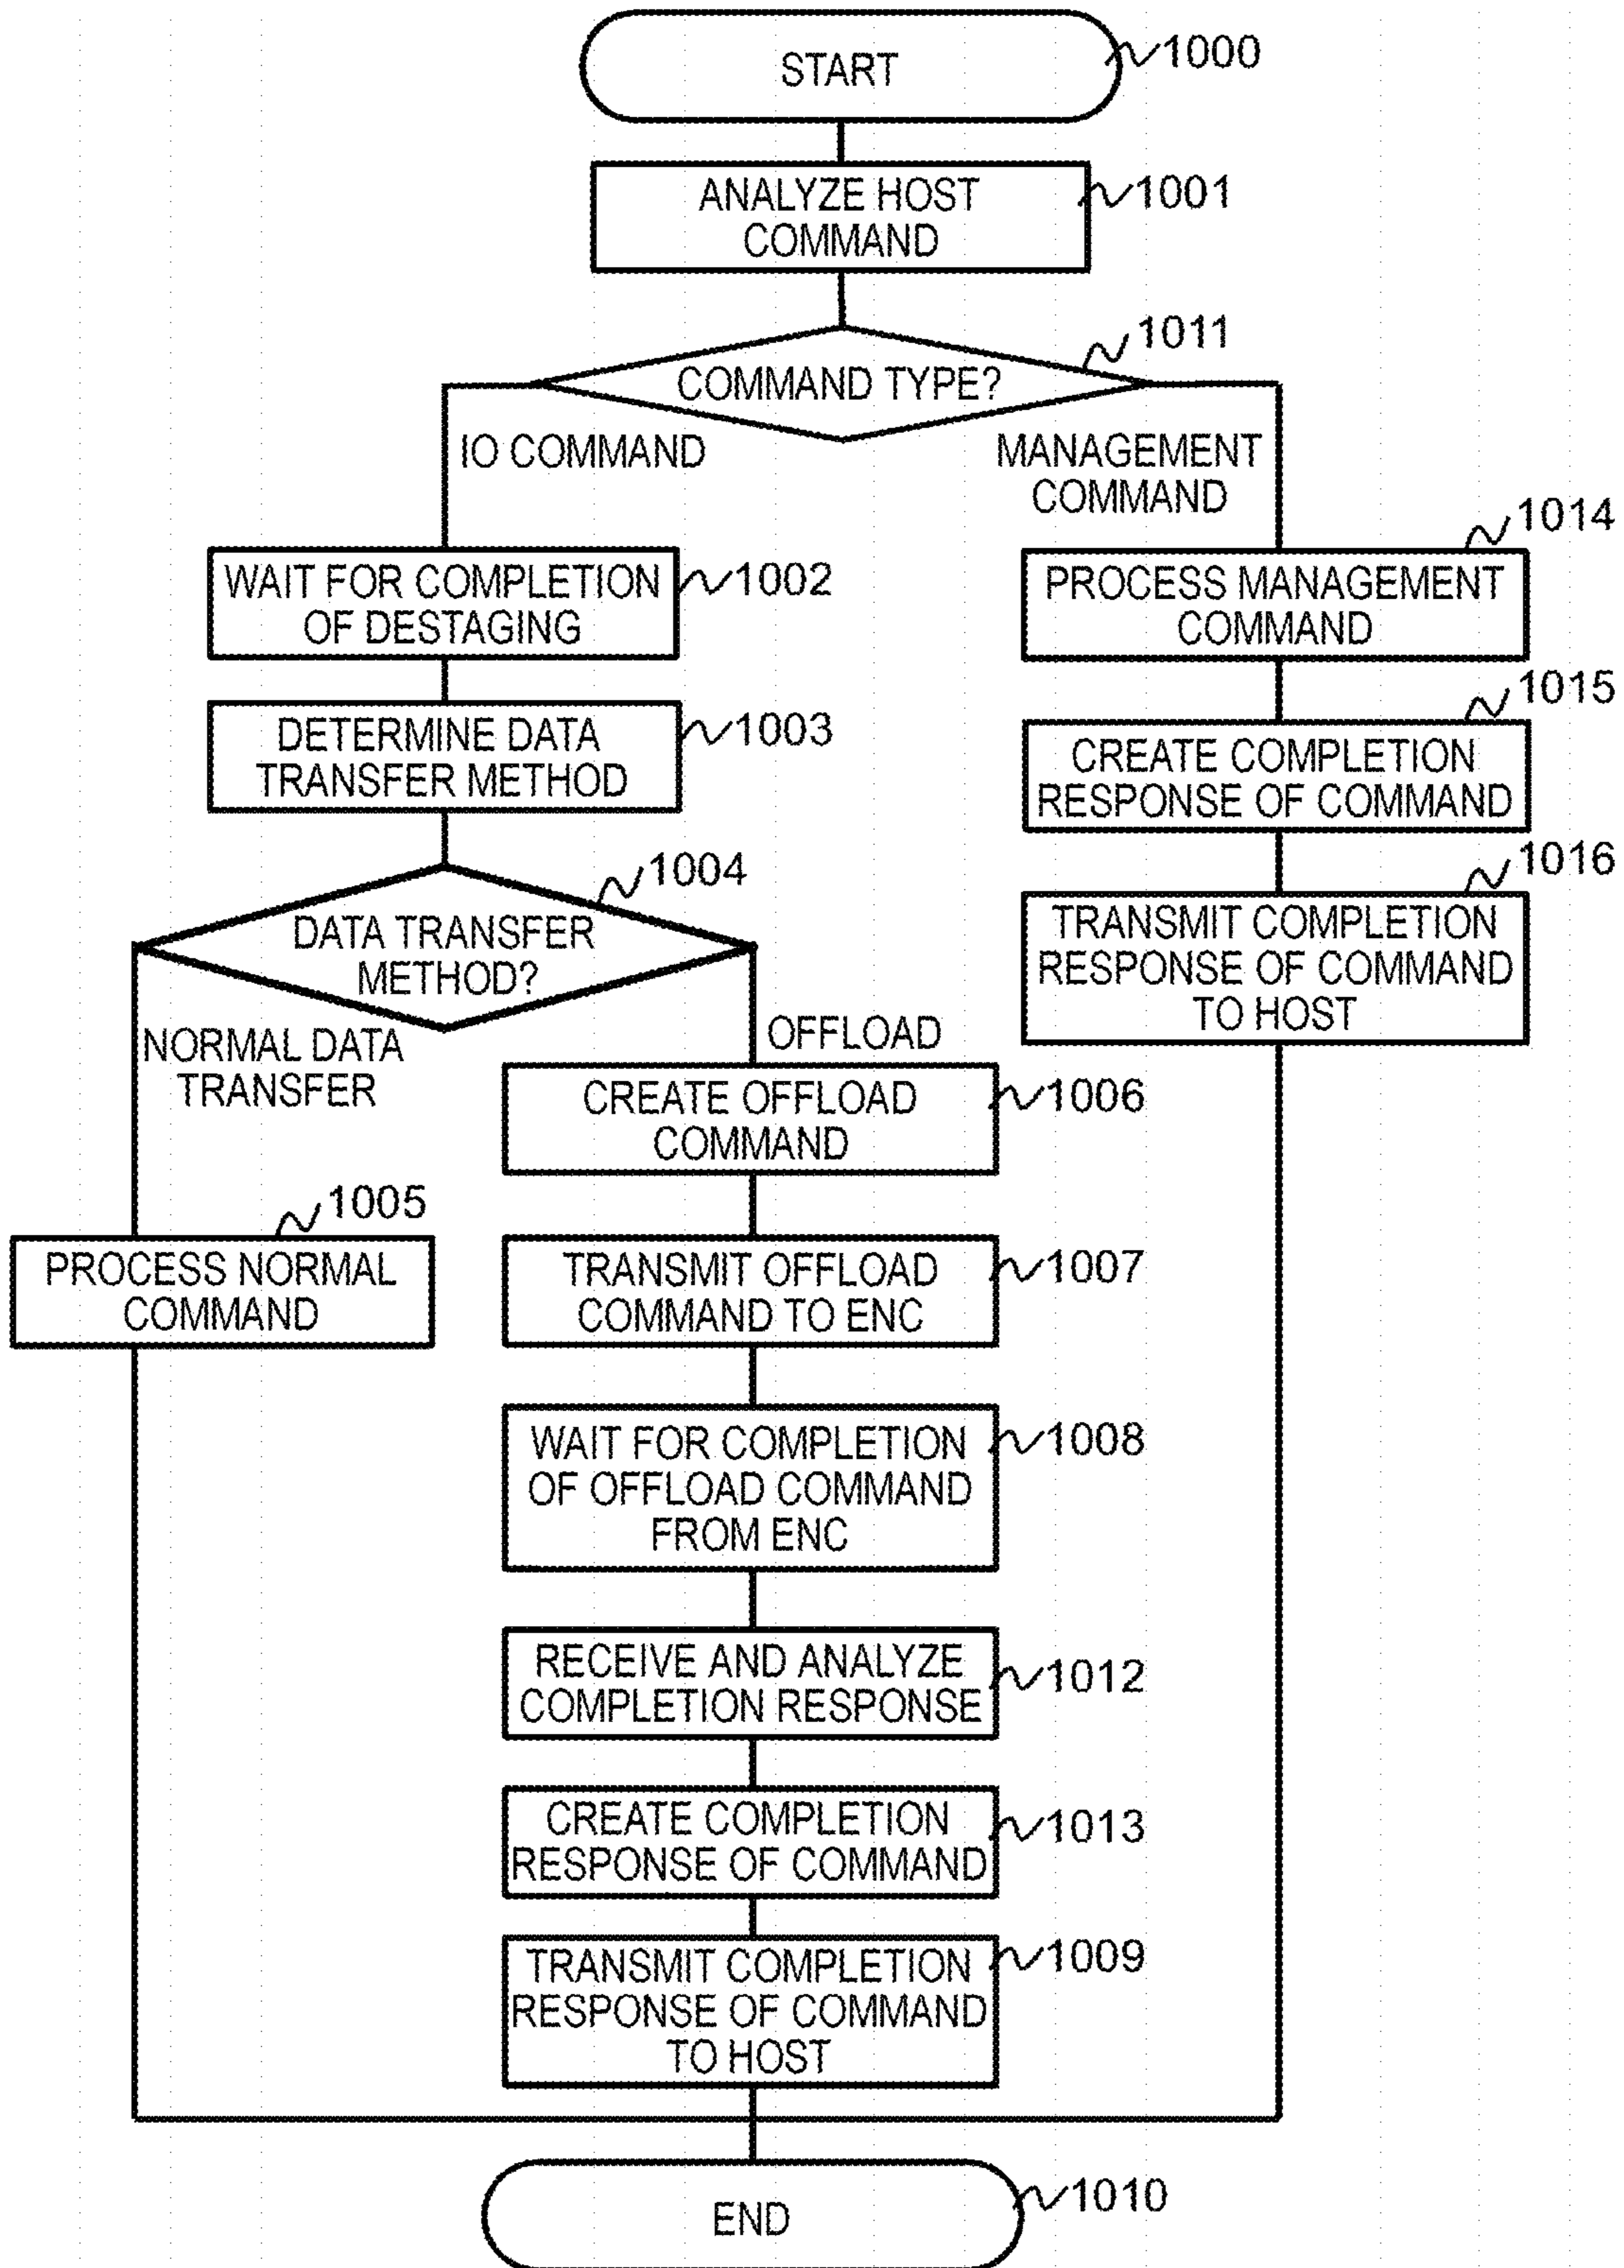 START
1000
ANALYZE HOST
COMMAND
1001
COMMAND TYPE?
1011
IO COMMAND
MANAGEMENT
COMMAND
WAIT FOR COMPLETION
OF DESTAGING
1002
PROCESS MANAGEMENT
COMMAND
1014
DETERMINE DATA
TRANSFER METHOD
1003
CREATE COMPLETION
RESPONSE OF COMMAND
1015
DATA TRANSFER
METHOD?
1004
TRANSMIT COMPLETION
RESPONSE OF COMMAND
TO HOST
1016
NORMAL DATA
TRANSFER
OFFLOAD
CREATE OFFLOAD
COMMAND
1006
PROCESS NORMAL
COMMAND
1005
TRANSMIT OFFLOAD
COMMAND TO ENC
1007
WAIT FOR COMPLETION
OF OFFLOAD COMMAND
FROM ENC
1008
RECEIVE AND ANALYZE
COMPLETION RESPONSE
1012
CREATE COMPLETION
RESPONSE OF COMMAND
1013
TRANSMIT COMPLETION
RESPONSE OF COMMAND
TO HOST
1009
END
1010